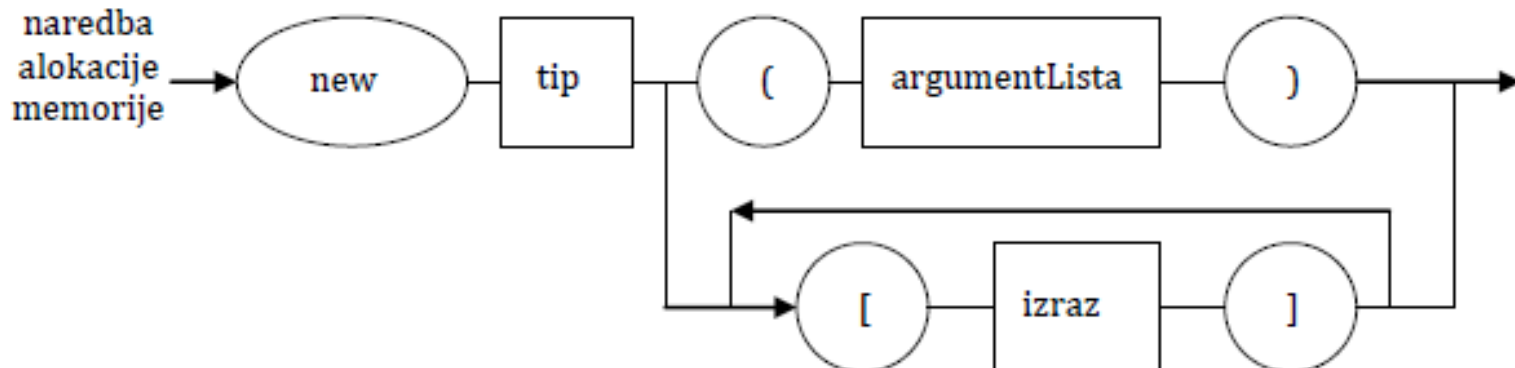 naredba
alokacije
memorije
new
tip
(
argumentLista
)
[
izraz
]